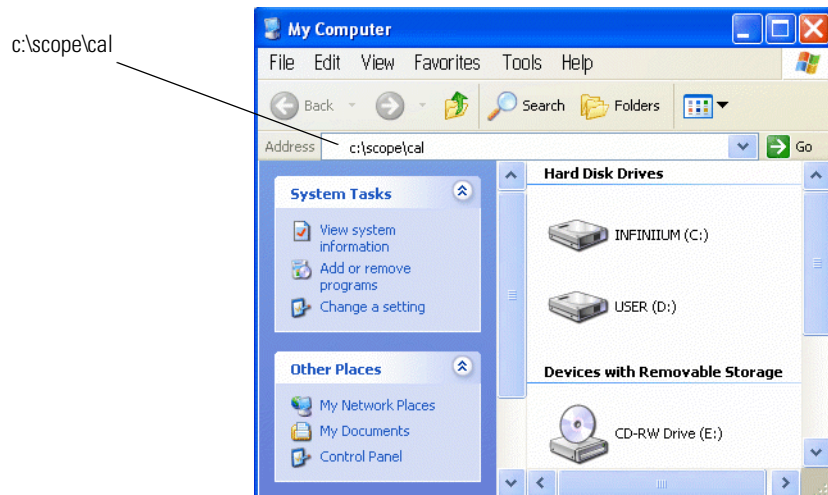 c:\scope\cal
My Computer
File Edit View Favorites Tools Help
Back Search Folders
Address c:\scope\cal Go
System Tasks
View system
information
Add or remove
programs
Change a setting
Other Places
My Network Places
My Documents
Control Panel
Hard Disk Drives
INFINIIUM (C:)
USER (D:)
Devices with Removable Storage
CD-RW Drive (E:)